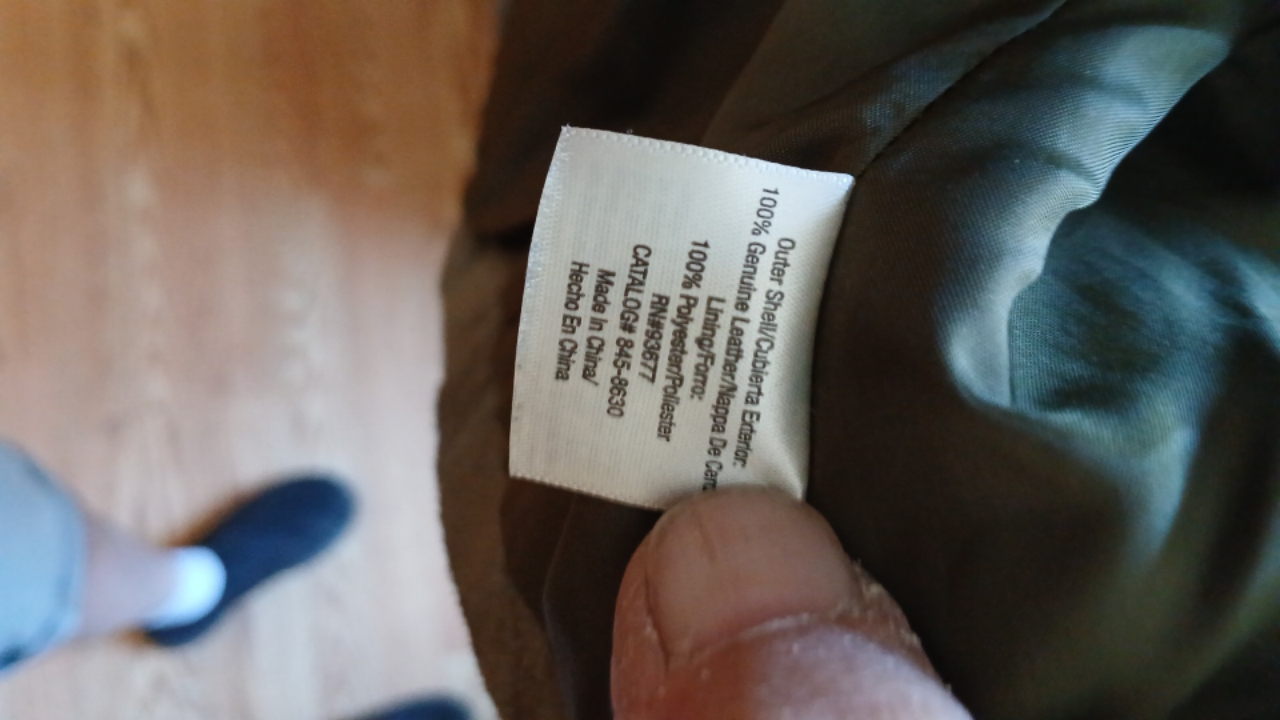 Outer Shell/Cubierta Exterior:
100% Genuine Leather/Nappa De
Lining/Forro:
100% Polyester/Poliester
RN#93677
CATALOG# 845-8630
Made In China/
Hecho En China